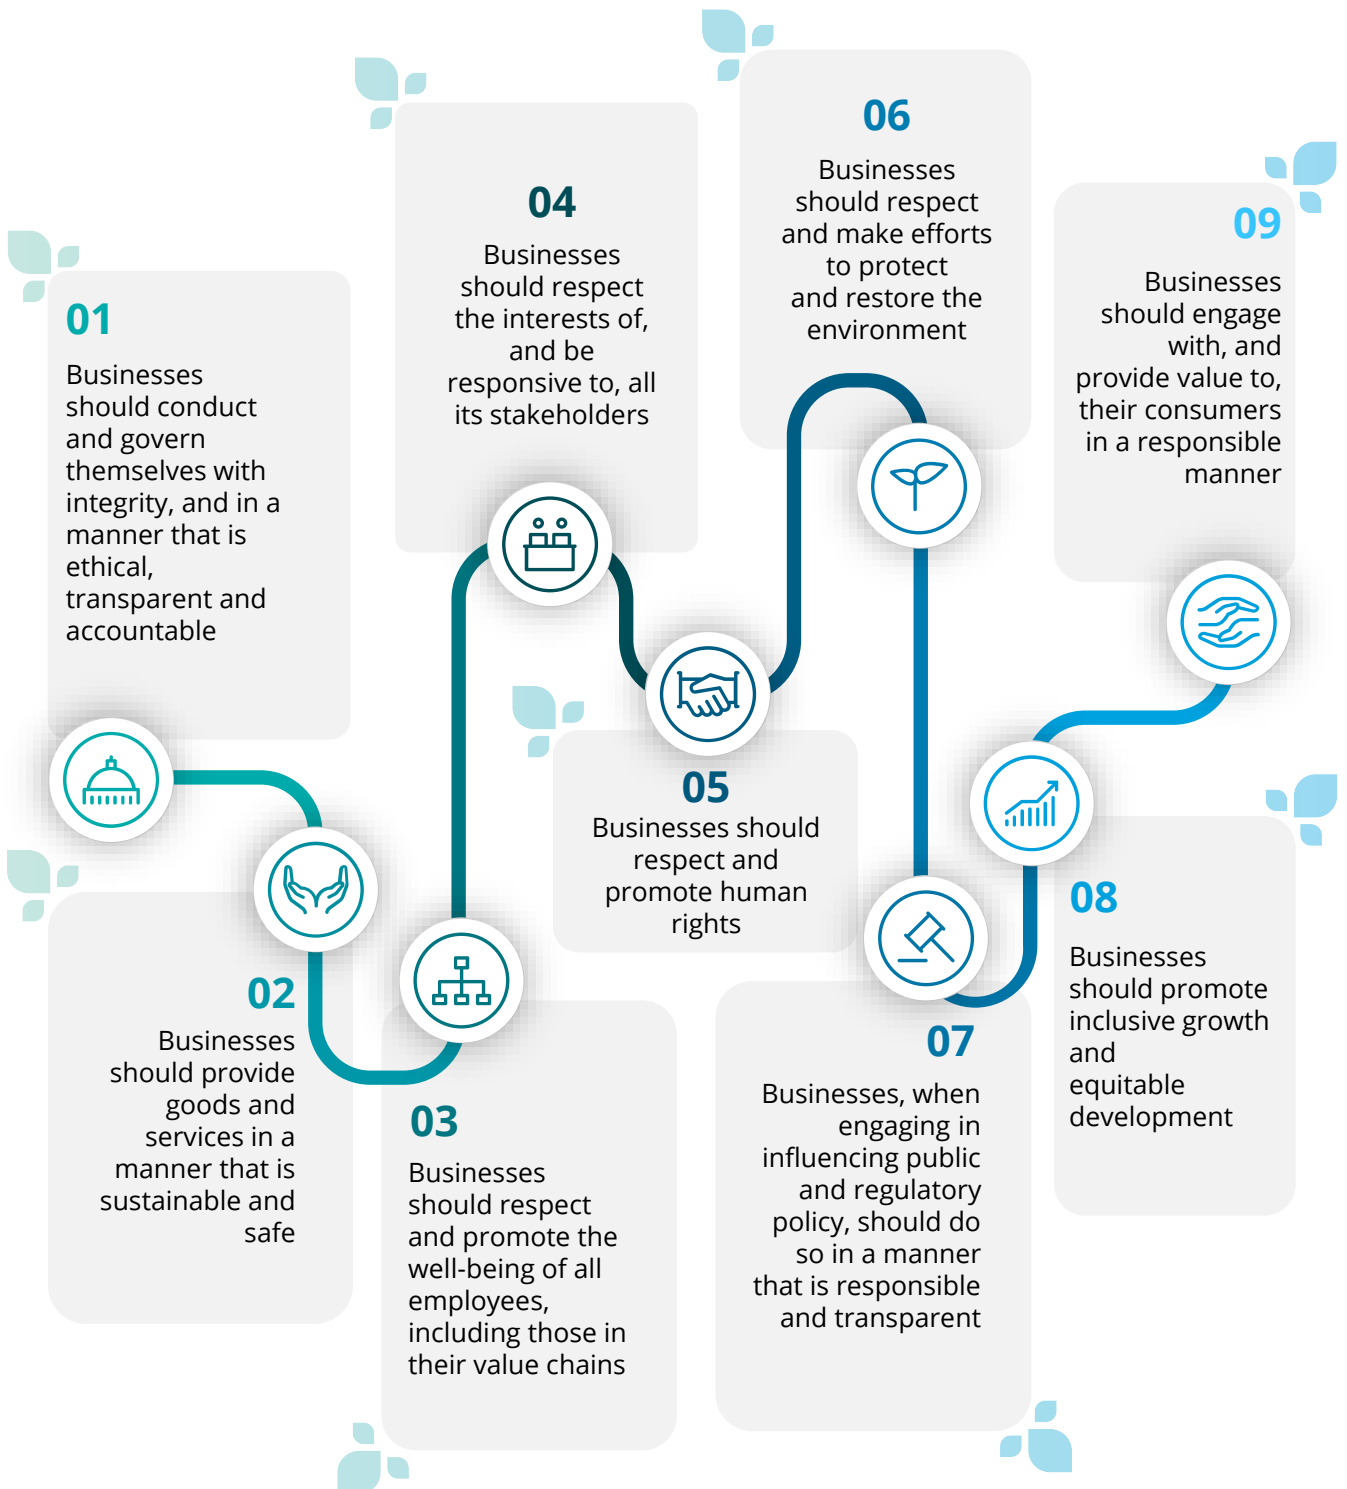 01
Businesses
should conduct
and govern
themselves with
integrity, and in a
manner that is
ethical,
transparent and
accountable
02
Businesses
should provide
goods and
services in a
manner that is
sustainable and
safe
03
Businesses
should respect
and promote the
well-being of all
employees,
including those in
their value chains
04
Businesses
should respect
the interests of,
and be
responsive to, all
its stakeholders
05
Businesses should
respect and
promote human
rights
06
Businesses
should respect
and make efforts
to protect
and restore the
environment
07
Businesses, when
engaging in
influencing public
and regulatory
policy, should do
so in a manner
that is responsible
and transparent
08
Businesses
should promote
inclusive growth
and
equitable
development
09
Businesses
should engage
with, and
provide value to,
their consumers
in a responsible
manner